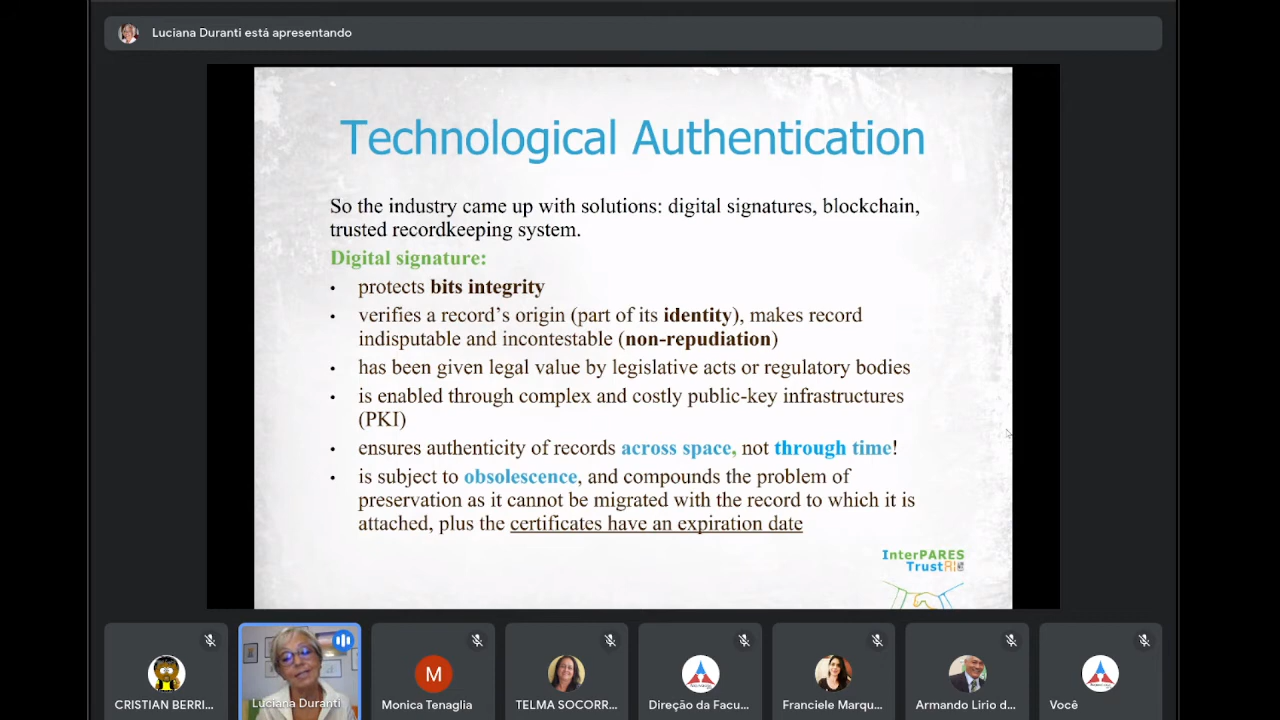 Luciana Duranti está apresentando
Technological Authentication
So the industry came up with solutions: digital signatures, blockchain,
trusted recordkeeping system.
Digital signature:
• protects bits integrity
• verifies a record's origin (part of its identity), makes record
indisputable and incontestable (non-repudiation)
• has been given legal value by legislative acts or regulatory bodies
• is enabled through complex and costly public-key infrastructures
(PKI)
• ensures authenticity of records across space, not through time!
• is subject to obsolescence, and compounds the problem of
preservation as it cannot be migrated with the record to which it is
attached, plus the certificates have an expiration date
InterPARES
Trust
M
CRISTIAN BERRI...
Luciana Duranti
Monica Tenaglia
TELMA SOCORR...
Direção da Facu...
Franciele Marqu...
Armando Lirio d...
Você